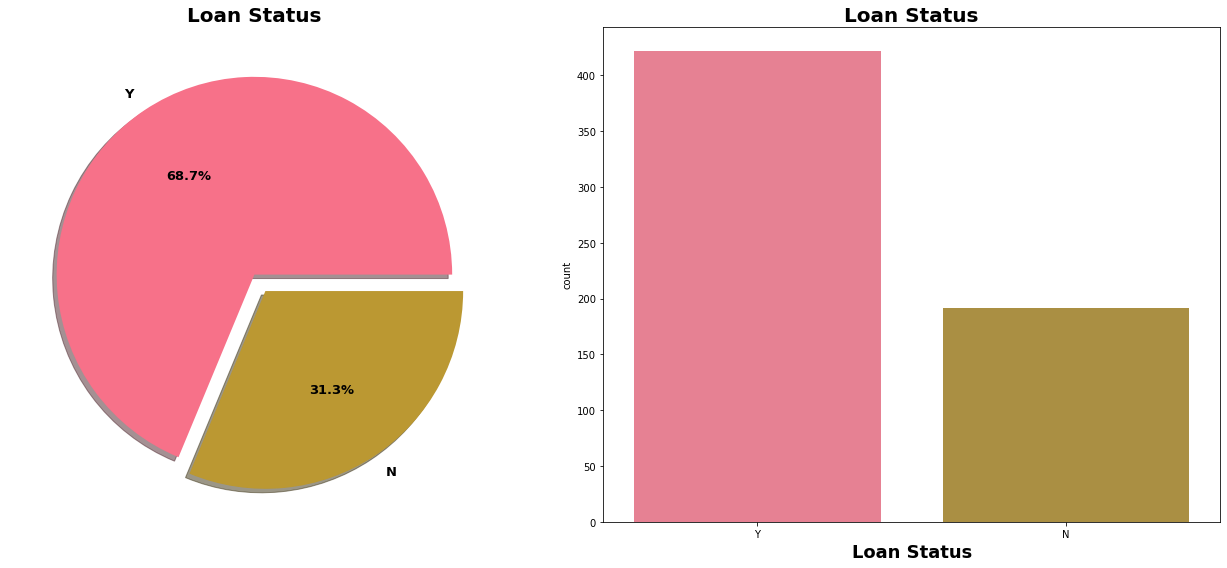 Loan Status
Y
68.7%
31.3%
N
Loan Status
400
350
300
250
200
150
100
50
0
count
Y
N
Loan Status